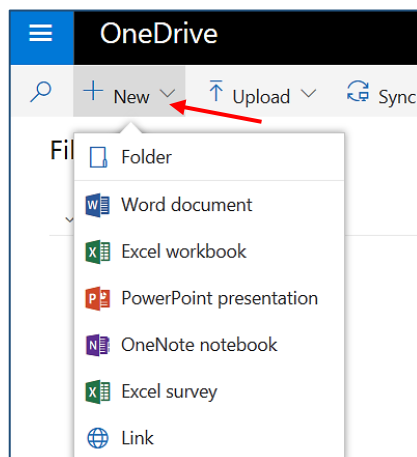 OneDrive
New Upload Sync
Fil
Folder
Word document
Excel workbook
PowerPoint presentation
OneNote notebook
Excel survey
Link